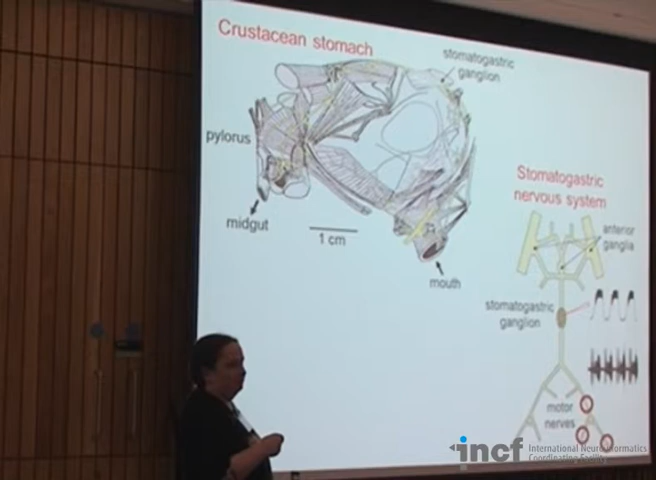 Crustacean stomach
stomatogastric
ganglion
pylorus
midgut
1 cm
mouth
Stomatogastric
nervous system
anterior
ganglia
stomatogastric
ganglion
motor
nerves
incf
International Neuroinformatics
Coordinating Facility